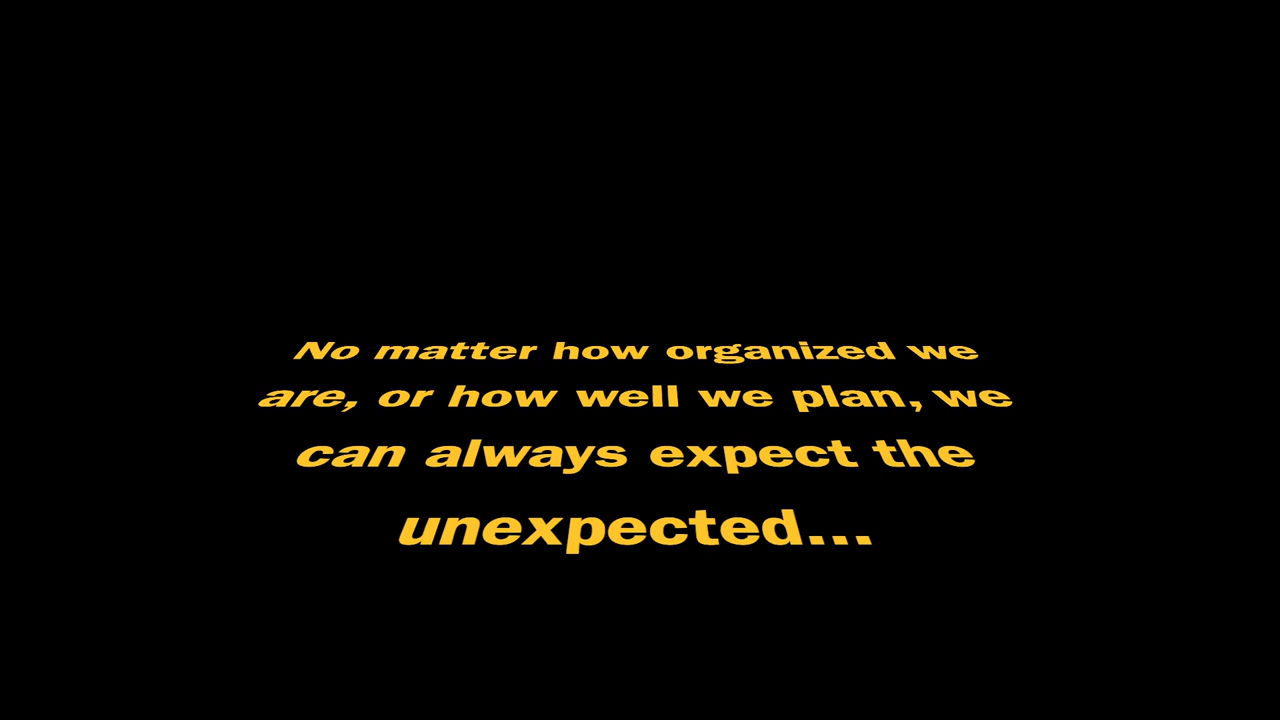 No matter how organized we
are, or how well we plan, we
can always expect the
unexpected...